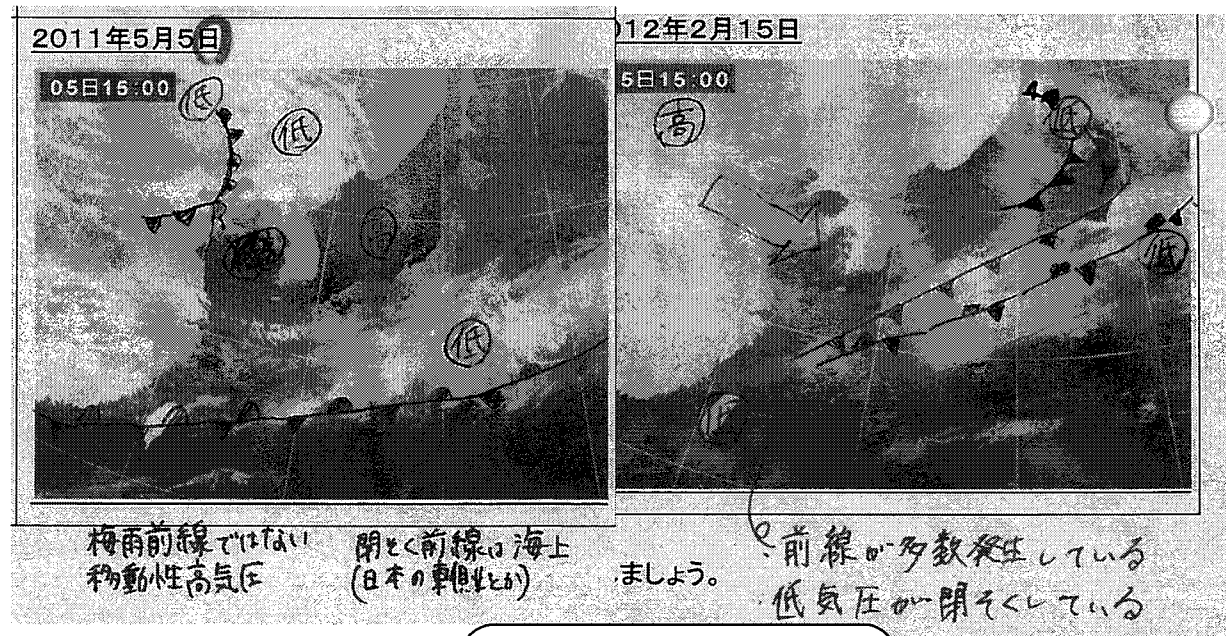 2011年5月5日
05日15:00
低
低
低
梅雨前線ではない
移動性高気圧
閉そく前線は海上
(日本の東側とか)
012年2月15日
5日15:00
高
低
低
低
ましょう。
・前線が多数発生している
・低気圧が閉そくしている